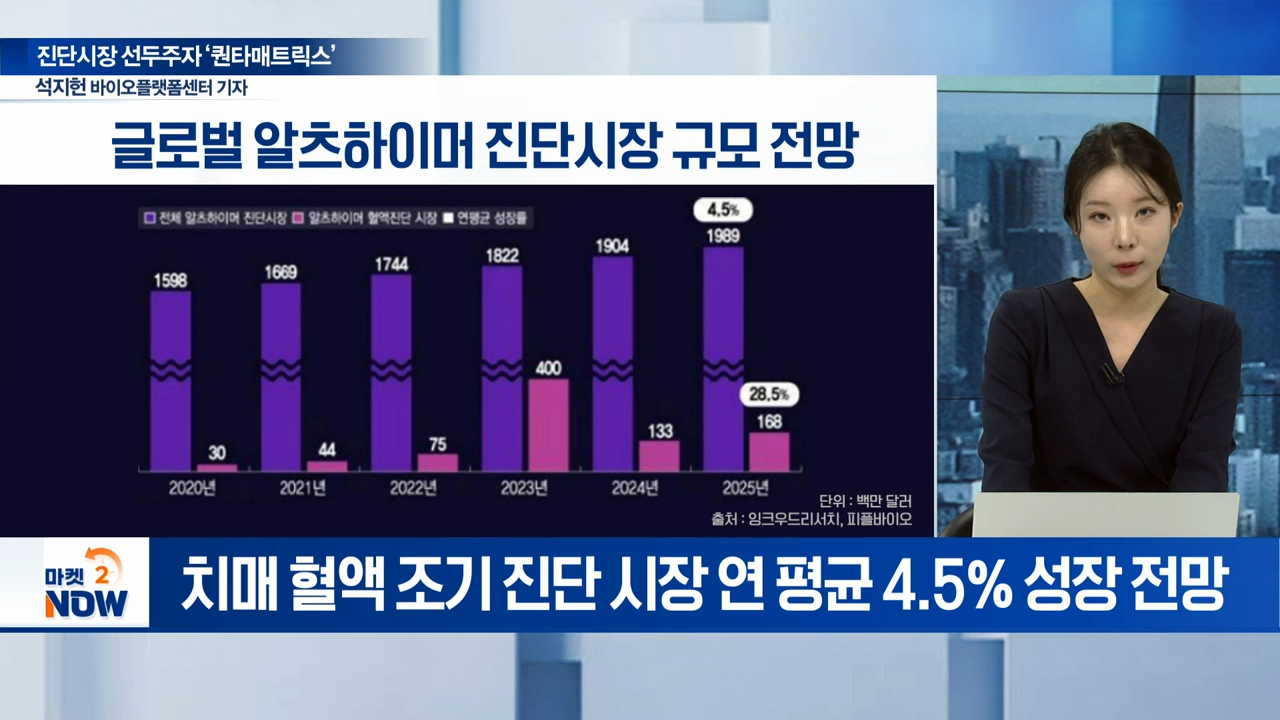 진단시장 선두주자 ‘퀀타매트릭스’
석지헌 바이오플랫폼센터 기자
글로벌 알츠하이머 진단시장 규모 전망
전체 알츠하이머 진단시장 알츠하이머 혈액진단 시장 연평균 성장률
4.5%
1598 1669 1744 1822 1904 1989
28.5%
30 44 75 400 133 168
2020년 2021년 2022년 2023년 2024년 2025년
단위 : 백만 달러
출처 : 잉크우드리서치, 피플바이오
마켓 2
NOW
치매 혈액 조기 진단 시장 연 평균 4.5% 성장 전망